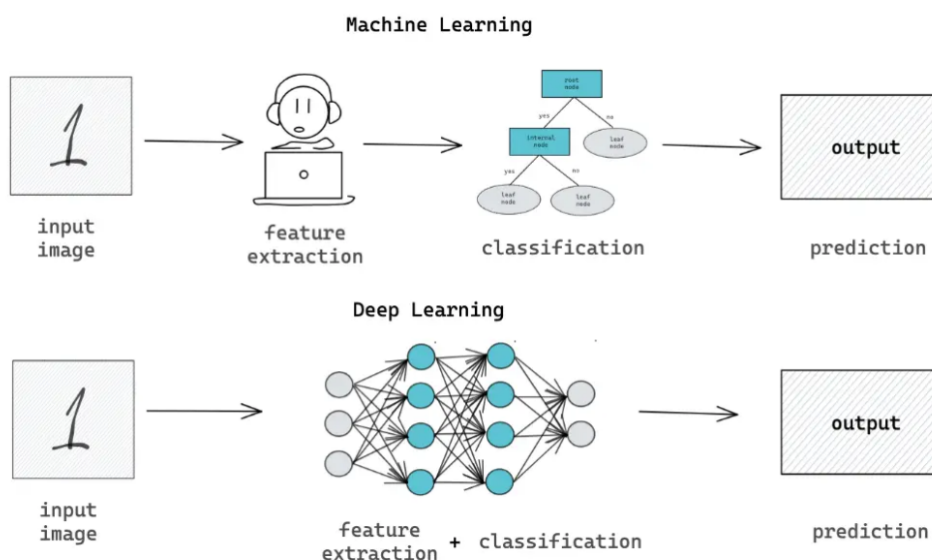 Machine Learning
1
input
image
feature
extraction
root
node
yes
no
internal
node
leaf
node
yes
no
leaf
node
leaf
node
classification
output
prediction
Deep Learning
1
input
image
feature
extraction + classification
output
prediction